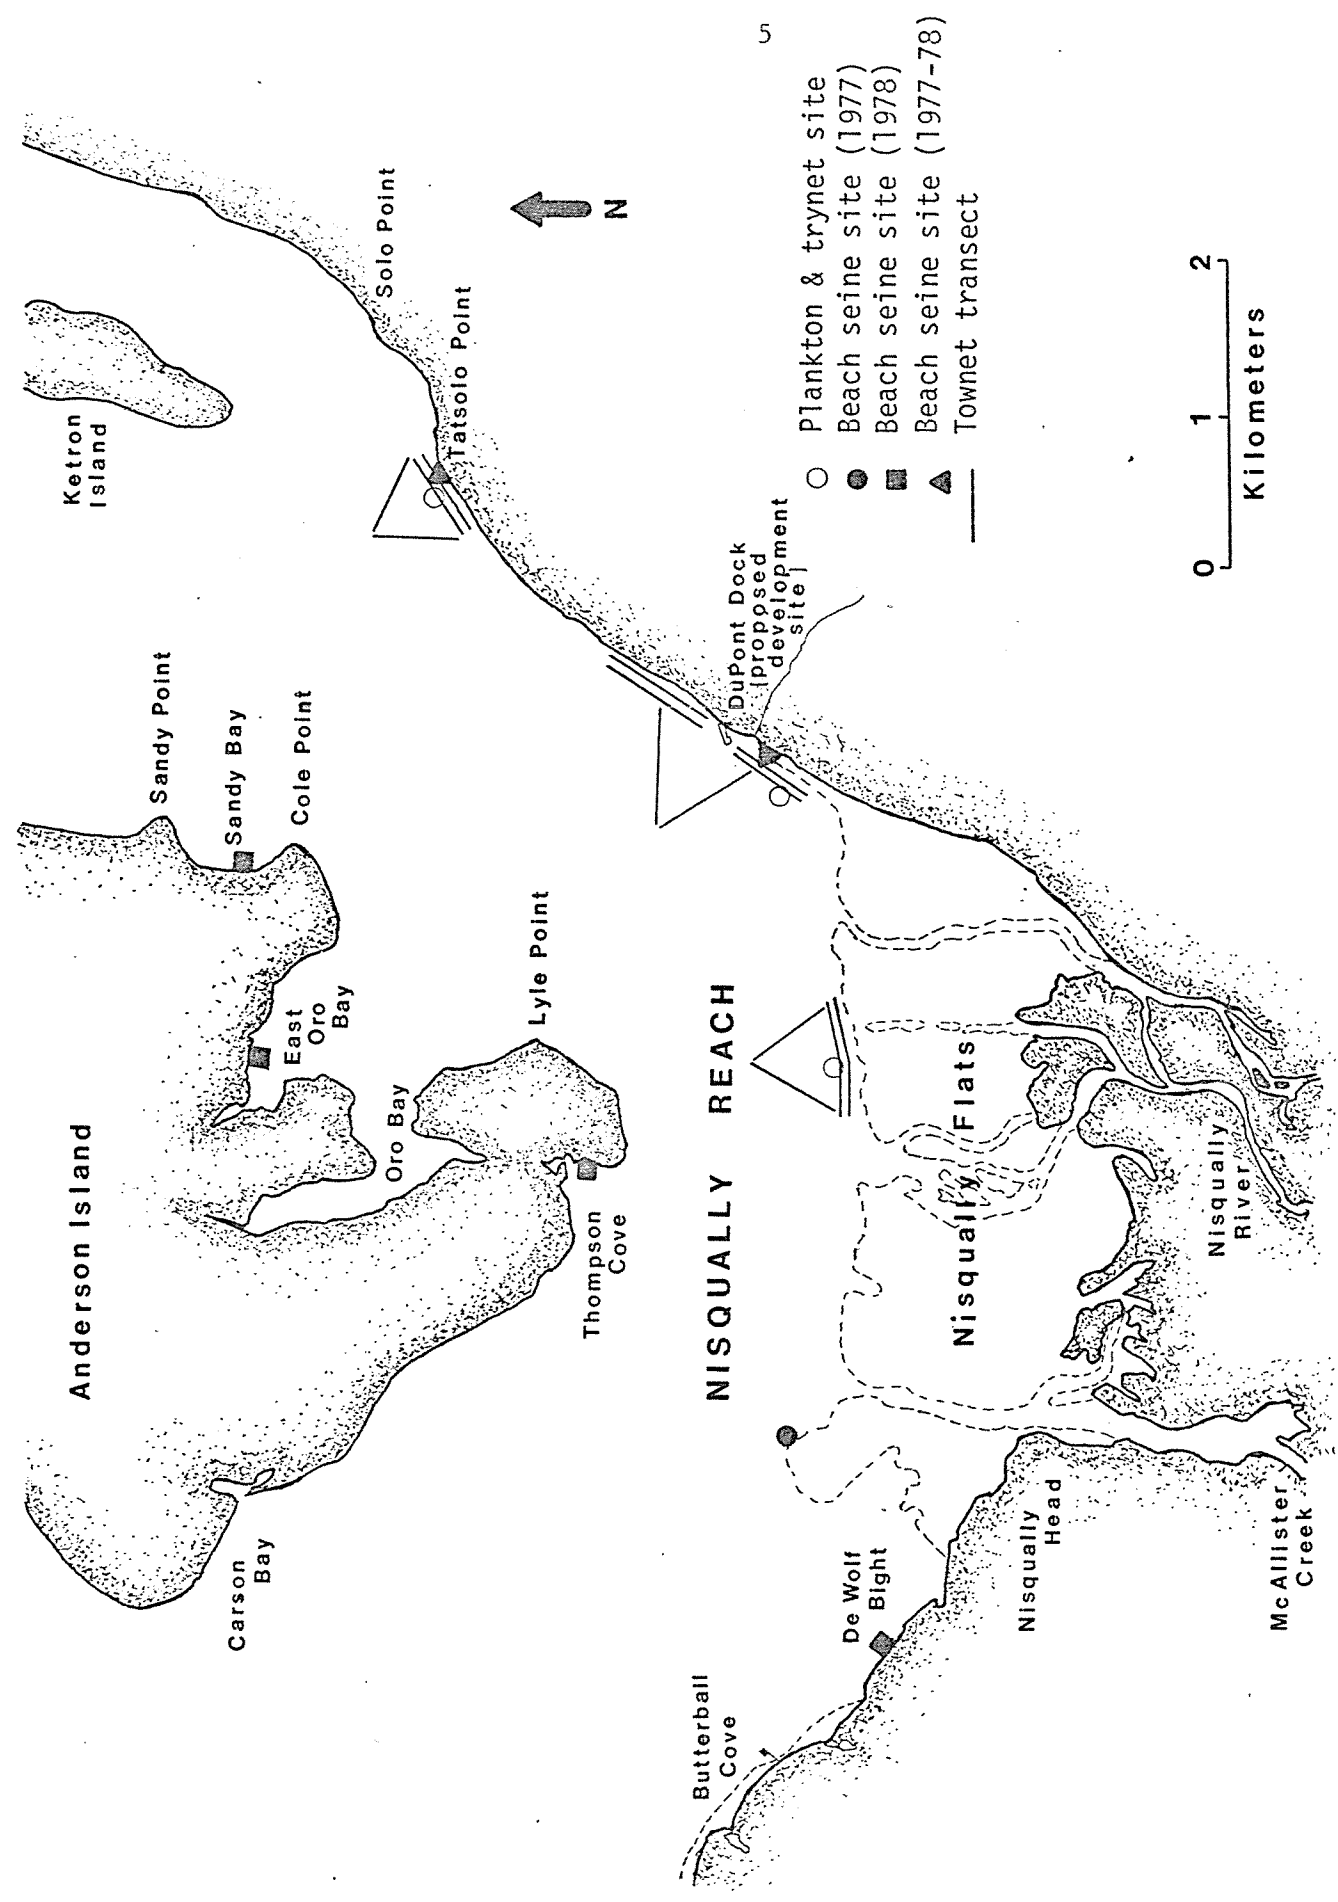 5
Ketron
Island
Solo Point
Tatsolo Point
N
Plankton & trynet site
Beach seine site (1977)
Beach seine site (1978)
Beach seine site (1977-78)
Townet transect
0 1 2
Kilometers
DuPont Dock
(proposed
development
site)
Sandy Point
Sandy Bay
Cole Point
East
Oro
Bay
Oro Bay
Lyle Point
Anderson Island
Thompson
Cove
Carson
Bay
NISQUALLY REACH
Nisqually Flats
Nisqually
River
Nisqually
Head
McAllister
Creek
De Wolf
Bight
Butterball
Cove